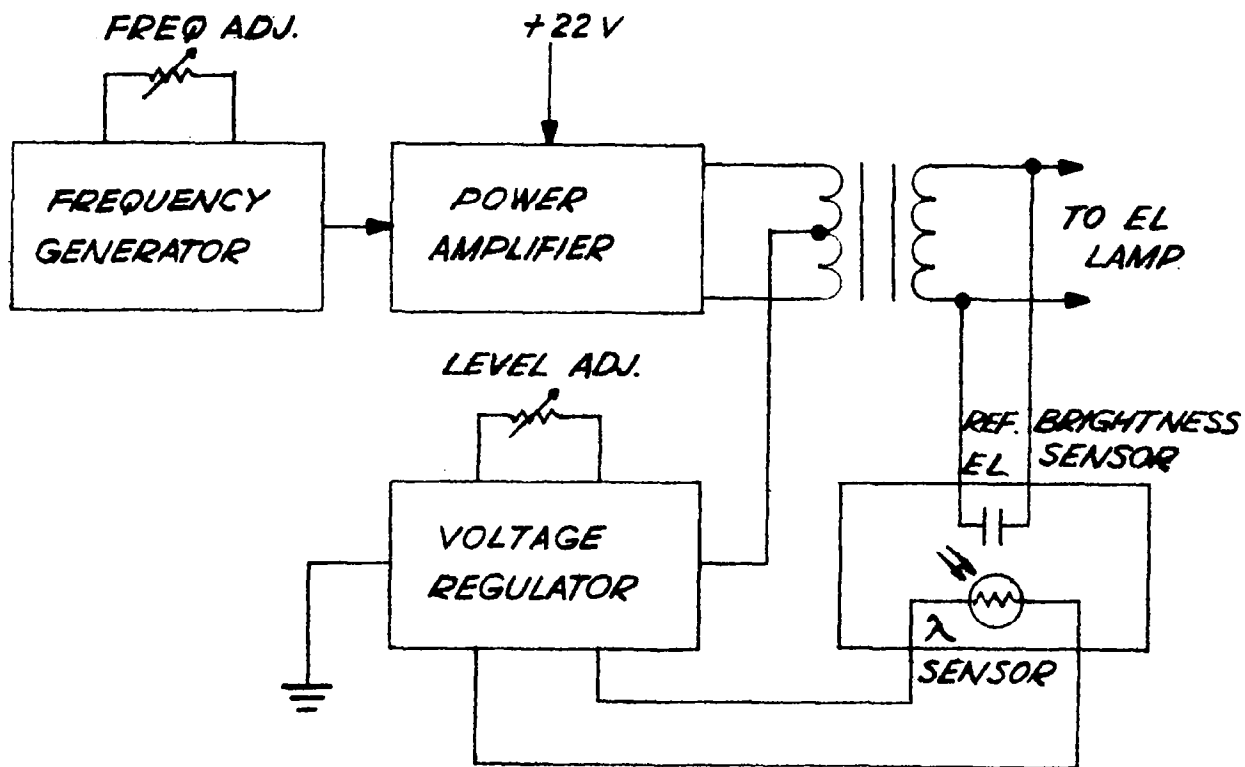 FREQ ADJ.
+22 V
FREQUENCY
GENERATOR
POWER
AMPLIFIER
TO EL
LAMP
LEVEL ADJ.
REF.
EL
BRIGHTNESS
SENSOR
VOLTAGE
REGULATOR
λ
SENSOR